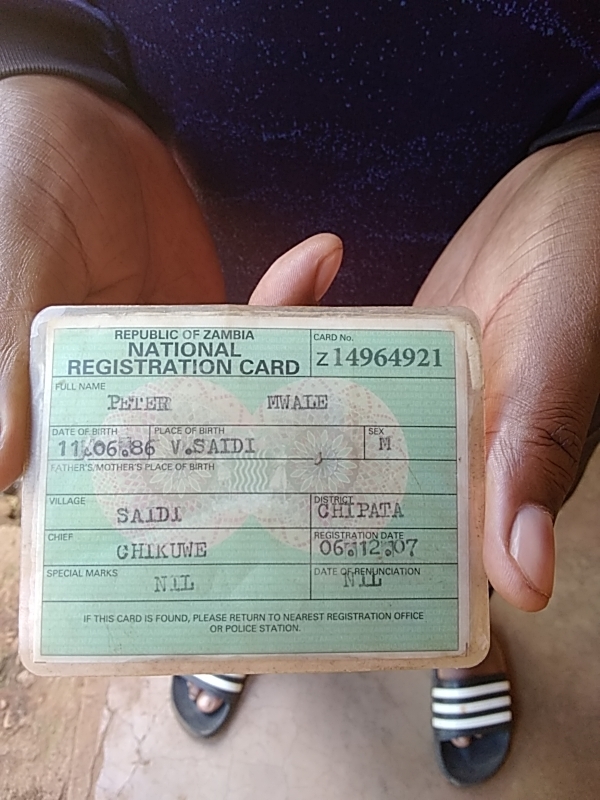 REPUBLIC OF ZAMBIA
NATIONAL
REGISTRATION CARD
CARD No.
Z14964921
FULL NAME
PETER MWALE
DATE OF BIRTH
11.06.86
PLACE OF BIRTH
V.SAIDI
SEX
M
FATHER'S/MOTHER'S PLACE OF BIRTH
VILLAGE
SAIDI
DISTRICT
CHIPATA
CHIEF
CHIKUWE
REGISTRATION DATE
06.12.07
SPECIAL MARKS
NIL
DATE OF RENUNCIATION
NIL
IF THIS CARD IS FOUND, PLEASE RETURN TO NEAREST REGISTRATION OFFICE
OR POLICE STATION.